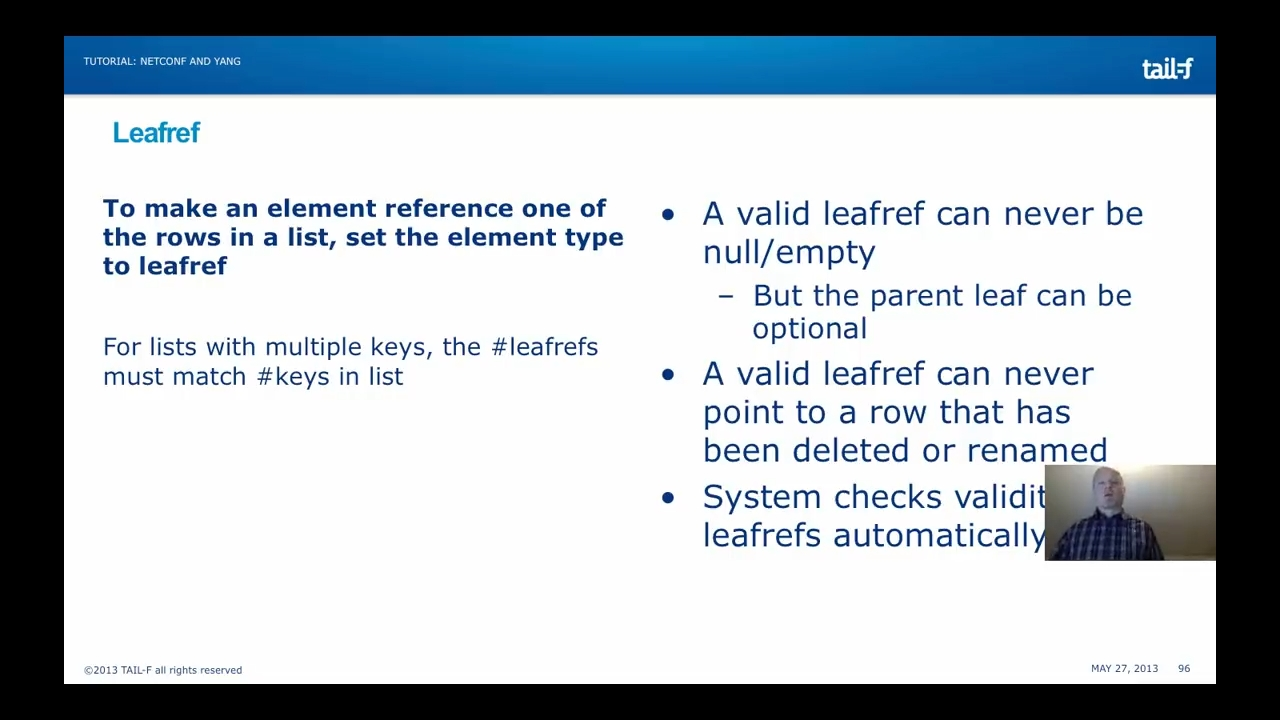 TUTORIAL: NETCONF AND YANG
tail-f
Leafref
To make an element reference one of
the rows in a list, set the element type
to leafref
For lists with multiple keys, the #leafrefs
must match #keys in list
• A valid leafref can never be
null/empty
– But the parent leaf can be
optional
• A valid leafref can never
point to a row that has
been deleted or renamed
• System checks
leafrefs automatically
©2013 TAIL-F all rights reserved
MAY 27, 2013 96